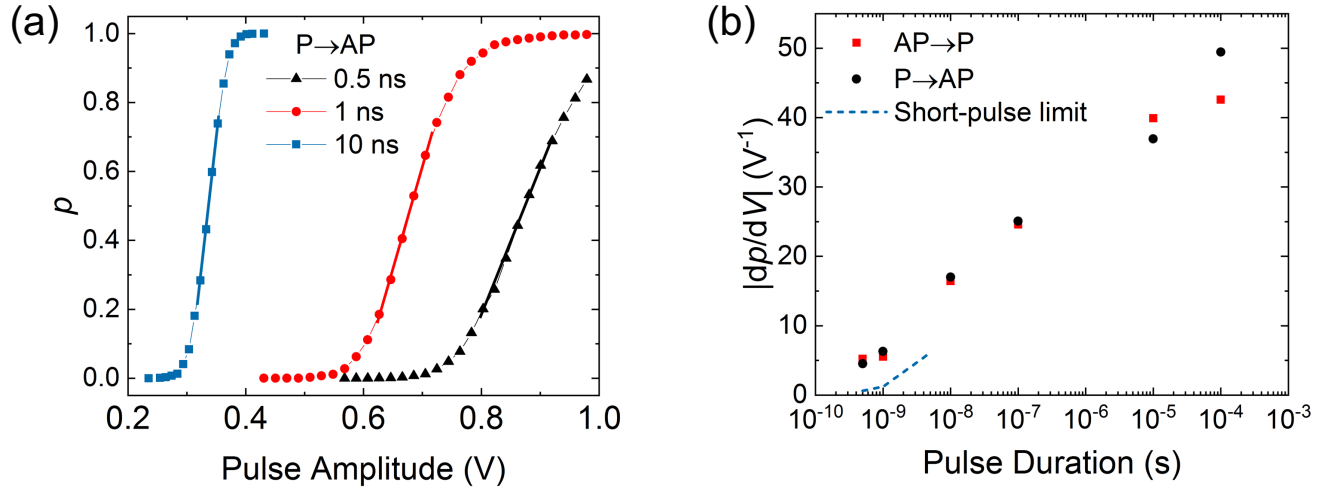 (a)
P→AP
0.5 ns
1 ns
10 ns
1.0
0.8
0.6
0.4
0.2
0.0
p
0.2 0.4 0.6 0.8 1.0
Pulse Amplitude (V)
(b)
AP→P
P→AP
Short-pulse limit
50
40
30
20
10
0
|dp/dV| (V⁻¹)
10⁻¹⁰ 10⁻⁹ 10⁻⁸ 10⁻⁷ 10⁻⁶ 10⁻⁵ 10⁻⁴ 10⁻³
Pulse Duration (s)